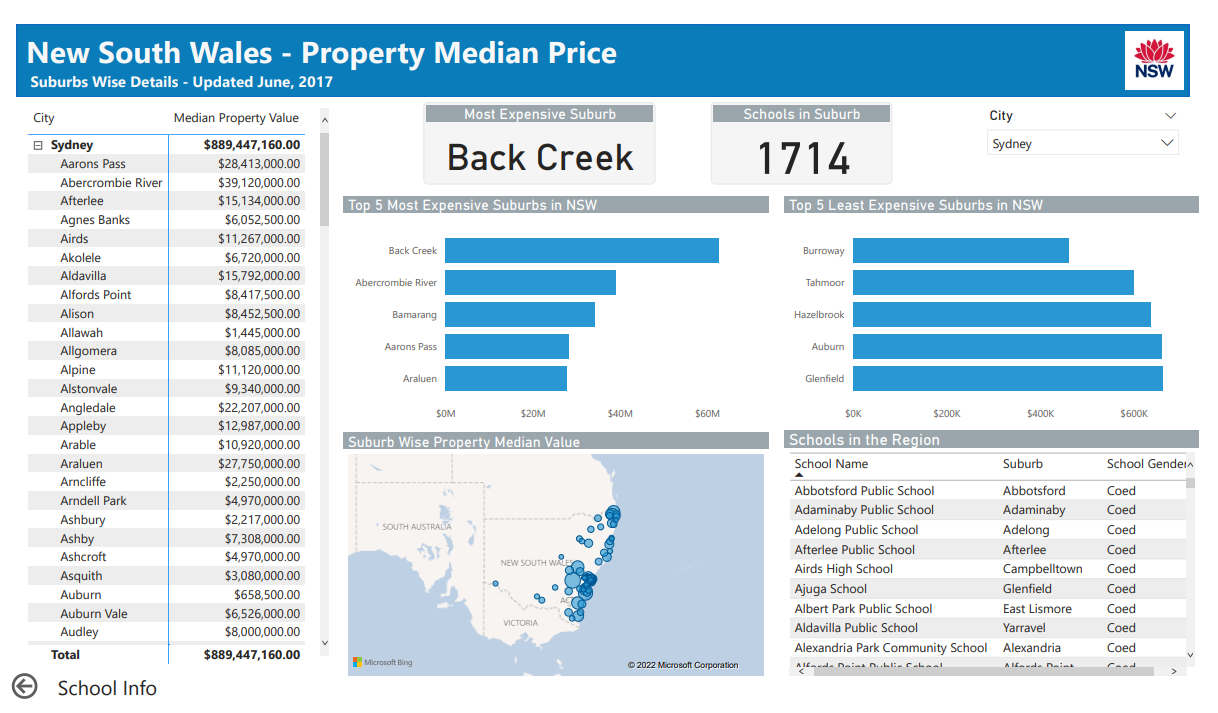 New South Wales - Property Median Price
Suburbs Wise Details - Updated June, 2017
NSW
City Median Property Value
Sydney $889,447,160.00
Aarons Pass $28,413,000.00
Abercrombie River $39,120,000.00
Afterlee $15,134,000.00
Agnes Banks $6,052,500.00
Airds $11,267,000.00
Akolele $6,720,000.00
Aldavilla $15,792,000.00
Alfords Point $8,417,500.00
Alison $8,452,500.00
Allawah $1,445,000.00
Allgomera $8,085,000.00
Alpine $11,120,000.00
Alstonvale $9,340,000.00
Angledale $22,207,000.00
Appleby $12,987,000.00
Arable $10,920,000.00
Araluen $27,750,000.00
Arncliffe $2,250,000.00
Arndell Park $4,970,000.00
Ashbury $2,217,000.00
Ashby $7,308,000.00
Ashcroft $4,970,000.00
Asquith $3,080,000.00
Auburn $658,500.00
Auburn Vale $6,526,000.00
Audley $8,000,000.00
Total $889,447,160.00
School Info
Most Expensive Suburb
Back Creek
Schools in Suburb
1714
City
Sydney
Top 5 Most Expensive Suburbs in NSW
Back Creek
Abercrombie River
Bamarang
Aarons Pass
Araluen
$0M $20M $40M $60M
Top 5 Least Expensive Suburbs in NSW
Burroway
Tahmoor
Hazelbrook
Auburn
Glenfield
$0K $200K $400K $600K
Suburb Wise Property Median Value
SOUTH AUSTRALIA
NEW SOUTH WALES
VICTORIA
Microsoft Bing
© 2022 Microsoft Corporation
Schools in the Region
School Name Suburb School Gender
Abbotsford Public School Abbotsford Coed
Adaminaby Public School Adaminaby Coed
Adelong Public School Adelong Coed
Afterlee Public School Afterlee Coed
Airds High School Campbelltown Coed
Ajuga School Glenfield Coed
Albert Park Public School East Lismore Coed
Aldavilla Public School Yarravel Coed
Alexandria Park Community School Alexandria Coed
Alfords Point Public School Alfords Point Coed